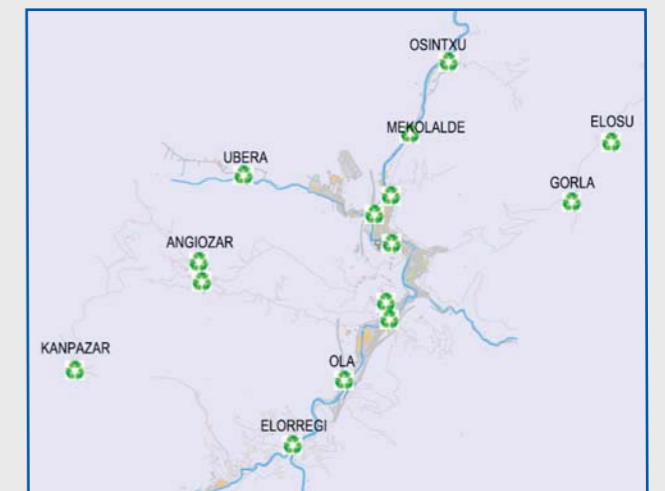 OSINTXU
MEKOLALDE
ELOSU
UBERA
GORLA
ANGIOZAR
KANPAZAR
OLA
ELORREGI